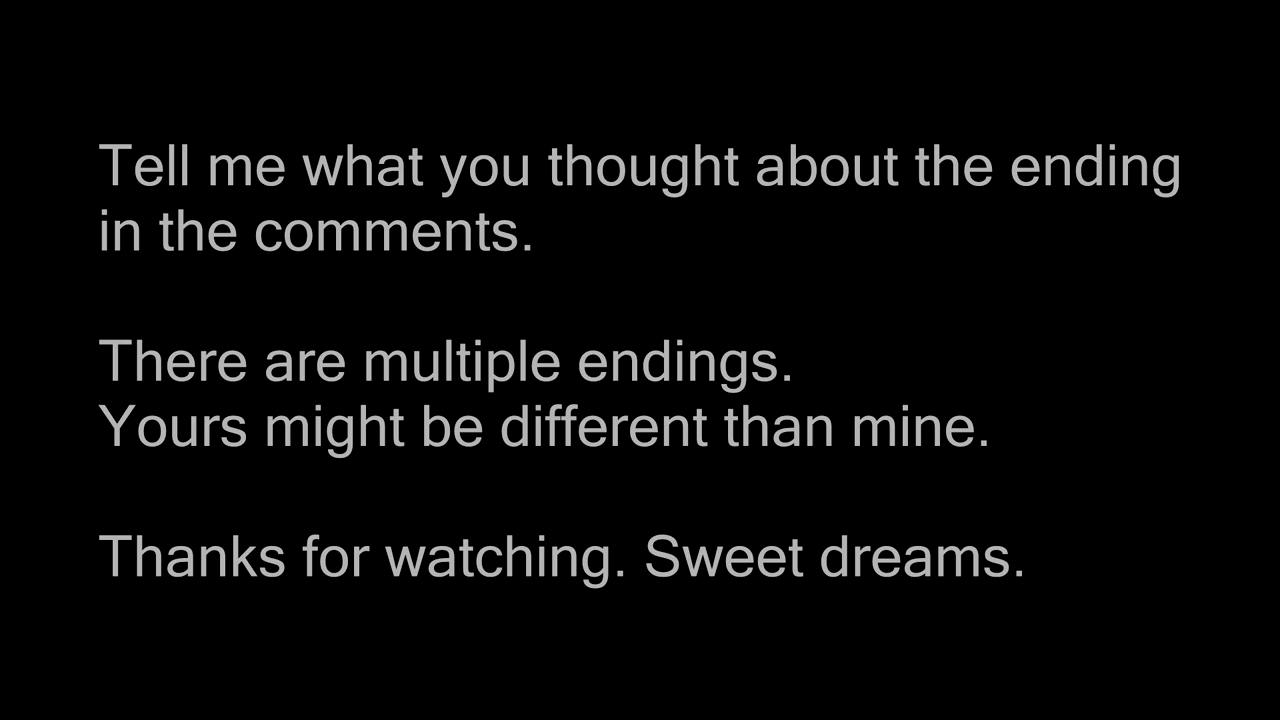 Tell me what you thought about the ending
in the comments.
There are multiple endings.
Yours might be different than mine.
Thanks for watching. Sweet dreams.